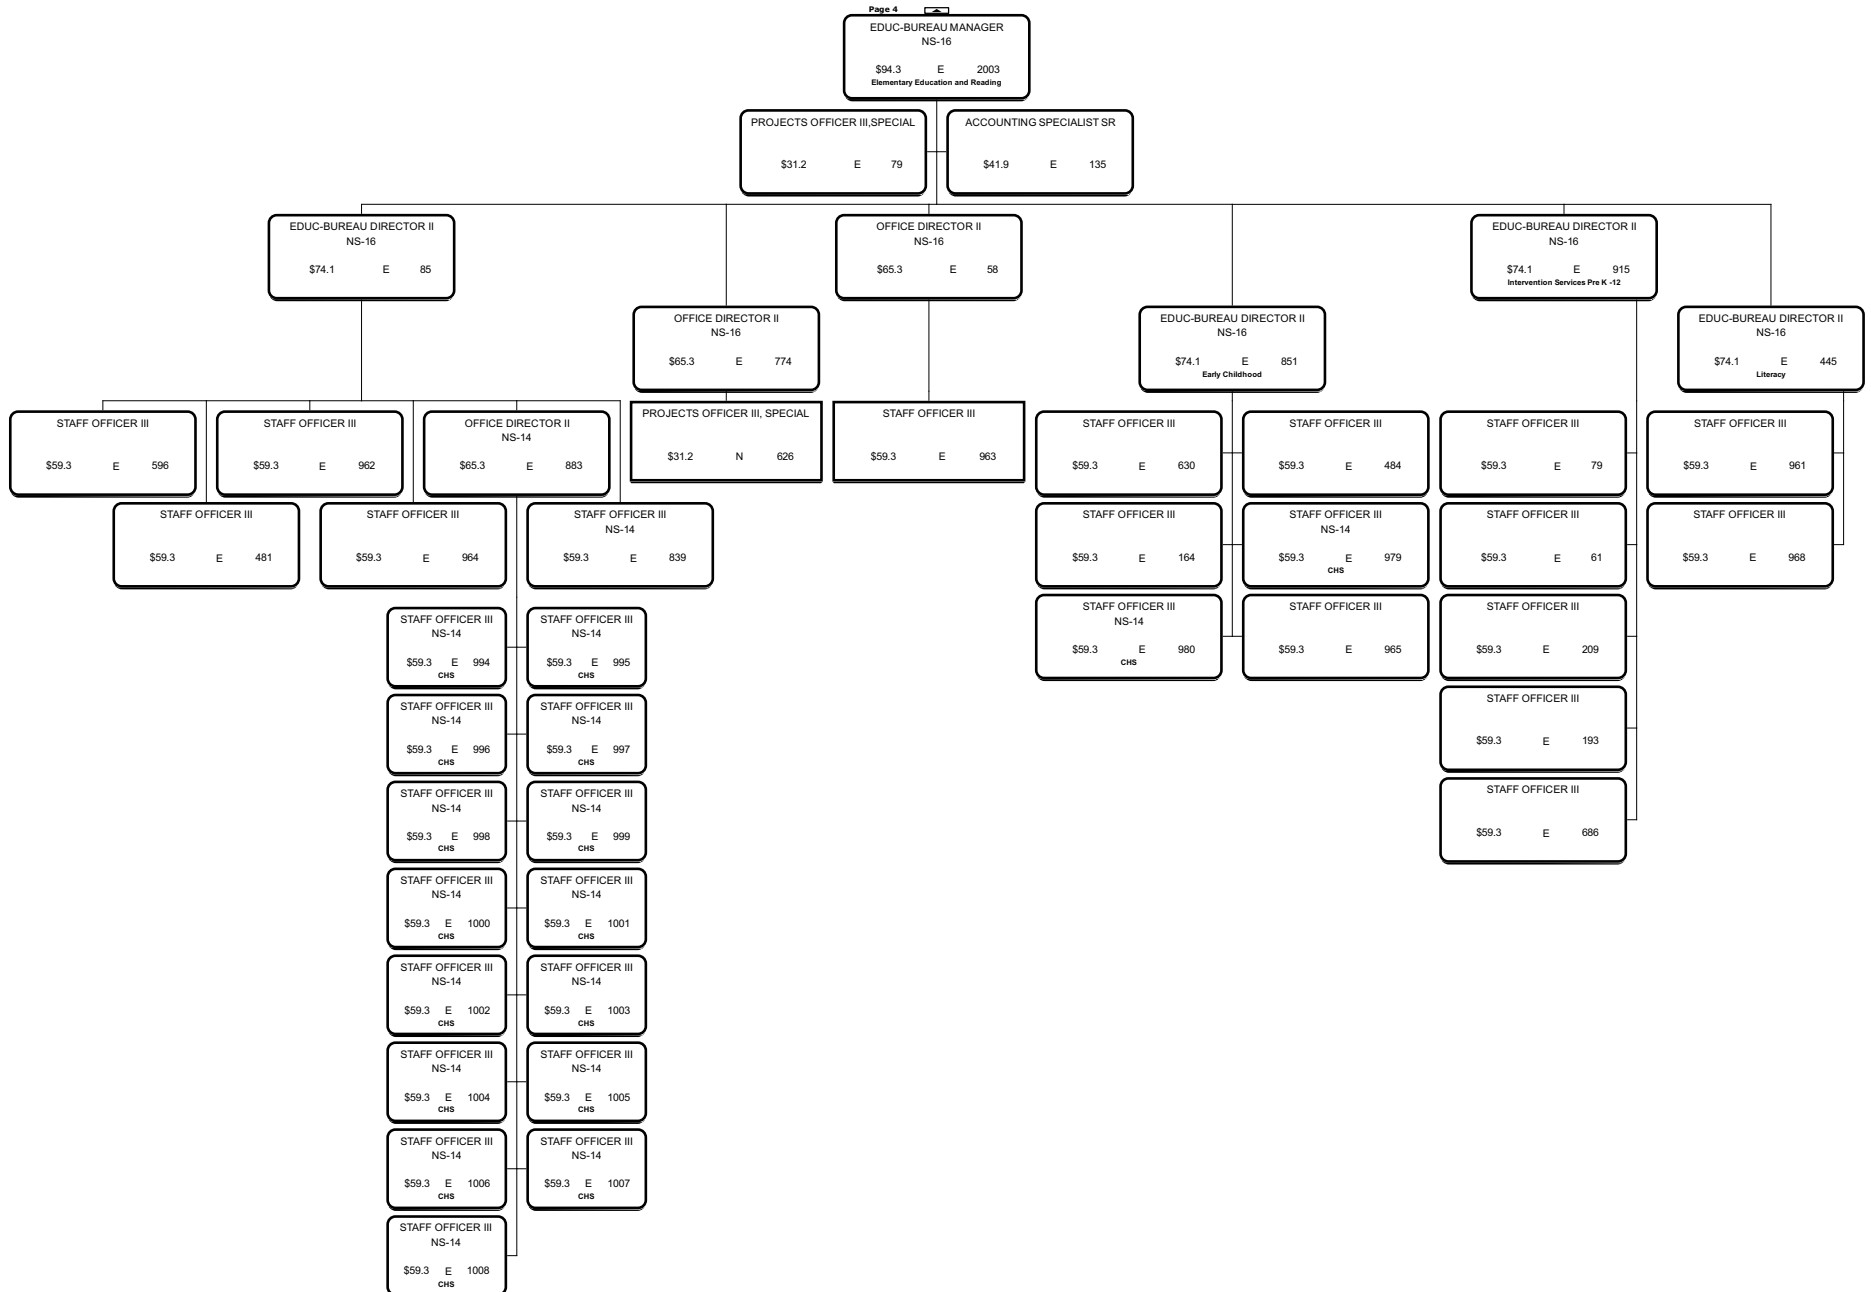 Page 4
EDUC-BUREAU MANAGER
NS-16
$94.3 E 2003
Elementary Education and Reading
PROJECTS OFFICER III,SPECIAL
$31.2 E 79
ACCOUNTING SPECIALIST SR
$41.9 E 135
EDUC-BUREAU DIRECTOR II
NS-16
$74.1 E 85
OFFICE DIRECTOR II
NS-16
$65.3 E 58
EDUC-BUREAU DIRECTOR II
NS-16
$74.1 E 915
Intervention Services Pre K -12
OFFICE DIRECTOR II
NS-16
$65.3 E 774
EDUC-BUREAU DIRECTOR II
NS-16
$74.1 E 851
Early Childhood
EDUC-BUREAU DIRECTOR II
NS-16
$74.1 E 445
Literacy
STAFF OFFICER III
$59.3 E 596
STAFF OFFICER III
$59.3 E 962
OFFICE DIRECTOR II
NS-14
$65.3 E 883
PROJECTS OFFICER III, SPECIAL
$31.2 N 626
STAFF OFFICER III
$59.3 E 963
STAFF OFFICER III
$59.3 E 630
STAFF OFFICER III
$59.3 E 484
STAFF OFFICER III
$59.3 E 79
STAFF OFFICER III
$59.3 E 961
STAFF OFFICER III
$59.3 E 481
STAFF OFFICER III
$59.3 E 964
STAFF OFFICER III
NS-14
$59.3 E 839
STAFF OFFICER III
$59.3 E 164
STAFF OFFICER III
NS-14
$59.3 E 979
CHS
STAFF OFFICER III
$59.3 E 61
STAFF OFFICER III
$59.3 E 968
STAFF OFFICER III
NS-14
$59.3 E 980
CHS
STAFF OFFICER III
$59.3 E 965
STAFF OFFICER III
$59.3 E 209
STAFF OFFICER III
$59.3 E 193
STAFF OFFICER III
$59.3 E 686
STAFF OFFICER III
NS-14
$59.3 E 994
CHS
STAFF OFFICER III
NS-14
$59.3 E 995
CHS
STAFF OFFICER III
NS-14
$59.3 E 996
CHS
STAFF OFFICER III
NS-14
$59.3 E 997
CHS
STAFF OFFICER III
NS-14
$59.3 E 998
CHS
STAFF OFFICER III
NS-14
$59.3 E 999
CHS
STAFF OFFICER III
NS-14
$59.3 E 1000
CHS
STAFF OFFICER III
NS-14
$59.3 E 1001
CHS
STAFF OFFICER III
NS-14
$59.3 E 1002
CHS
STAFF OFFICER III
NS-14
$59.3 E 1003
CHS
STAFF OFFICER III
NS-14
$59.3 E 1004
CHS
STAFF OFFICER III
NS-14
$59.3 E 1005
CHS
STAFF OFFICER III
NS-14
$59.3 E 1006
CHS
STAFF OFFICER III
NS-14
$59.3 E 1007
CHS
STAFF OFFICER III
NS-14
$59.3 E 1008
CHS